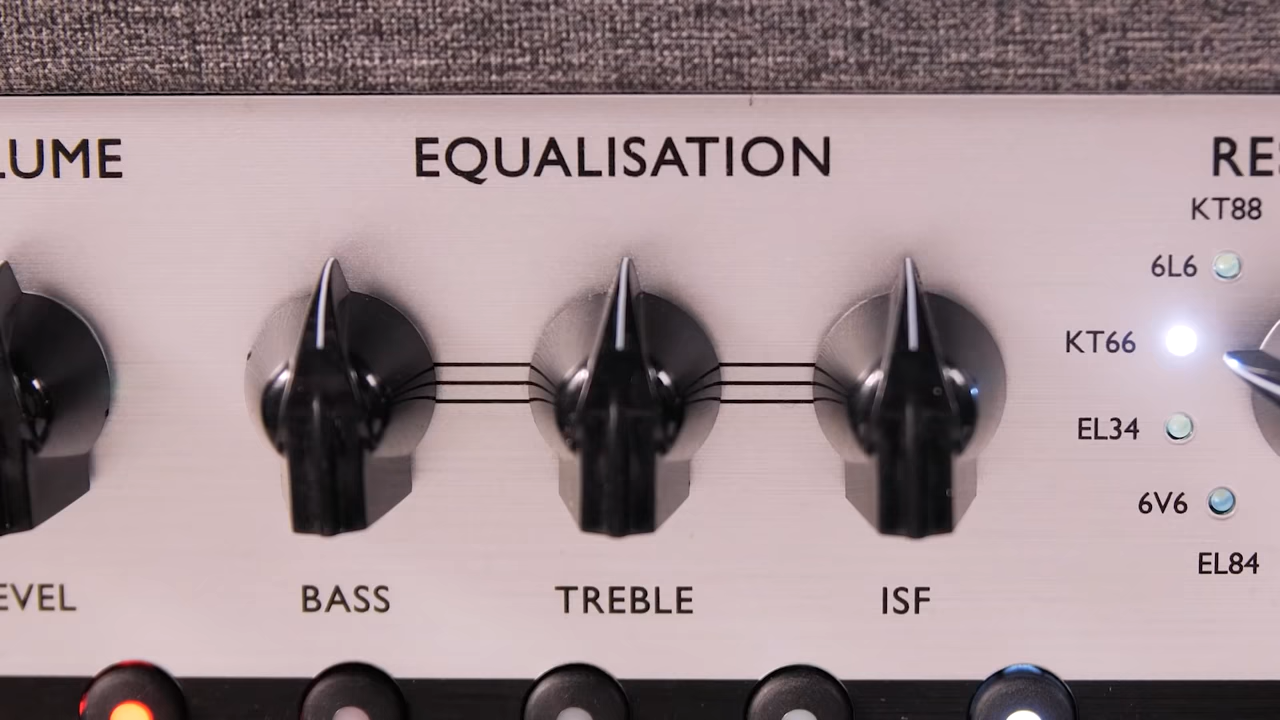 LUME
EQUALISATION
RES
KT88
6L6
KT66
EL34
6V6
EL84
EVEL
BASS
TREBLE
ISF